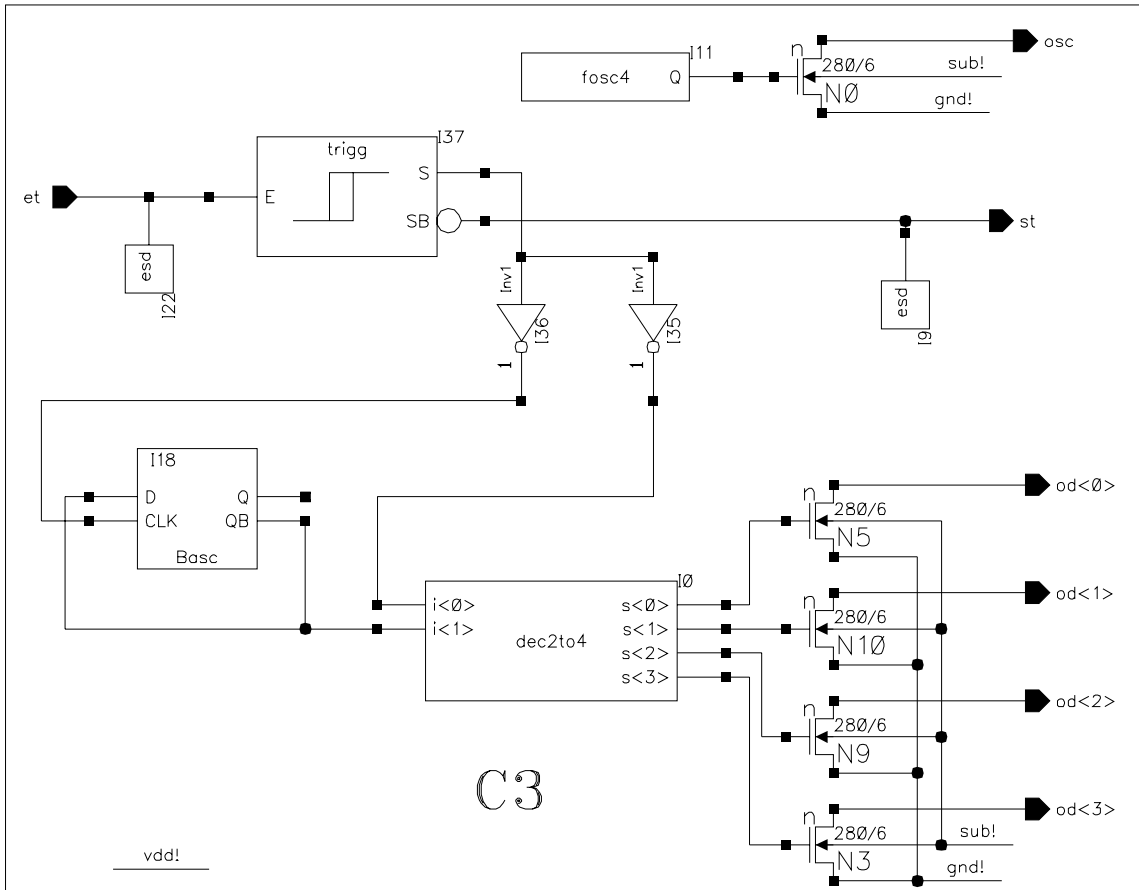 I11
n
osc
fosc4 Q
280/6
sub!
N0
gnd!
I37
trigg
S
et
E
SB
st
esd
I22
esd
I9
Inv1
Inv1
I36
I35
1
1
I18
D Q
CLK QB
Basc
n
od<0>
280/6
N5
I0
i<0> s<0>
i<1> s<1>
dec2to4
s<2>
s<3>
n
od<1>
280/6
N10
n
od<2>
280/6
N9
C3
n
od<3>
280/6
sub!
N3
gnd!
vdd!